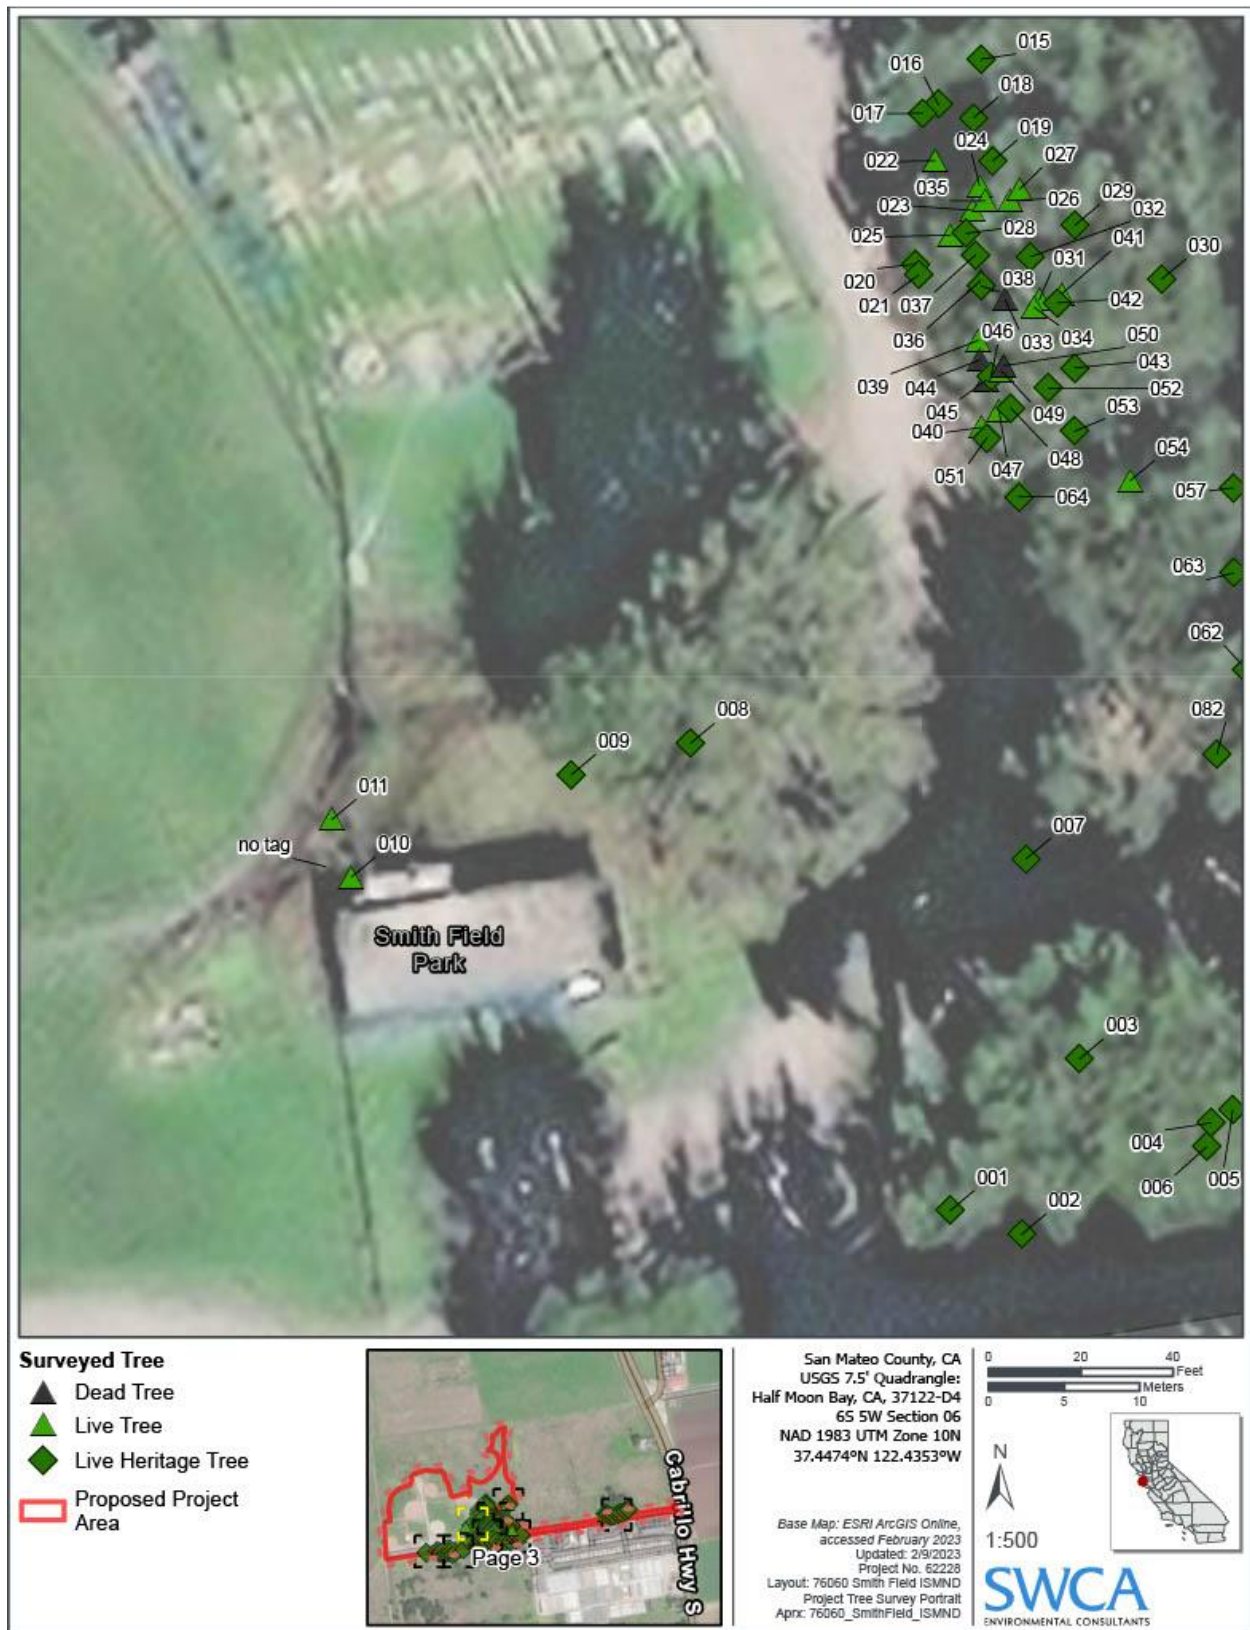 015
016
018
017
024
019
027
022
035
026
029
032
023
028
041
025
031
030
020
038
021
037
042
046
050
036
033
034
043
039
044
052
045
049
053
040
048
054
051
047
057
064
063
062
082
008
009
011
no tag
010
007
Smith Field
Park
003
004
006
005
001
002
Surveyed Tree
Dead Tree
Live Tree
Live Heritage Tree
Proposed Project
Area
Cabrillo Hwy S
Page 3
San Mateo County, CA
USGS 7.5' Quadrangle:
Half Moon Bay, CA, 37122-D4
6S 5W Section 06
NAD 1983 UTM Zone 10N
37.4474°N 122.4353°W
Base Map: ESRI ArcGIS Online,
accessed February 2023
Updated: 2/9/2023
Project No. 62228
Layout: 76060 Smith Field ISMND
Project Tree Survey Portrait
Aprx: 76060_SmithField_ISMND
0 20 40
Feet
Meters
0 5 10
N
1:500
SWCA
ENVIRONMENTAL CONSULTANTS